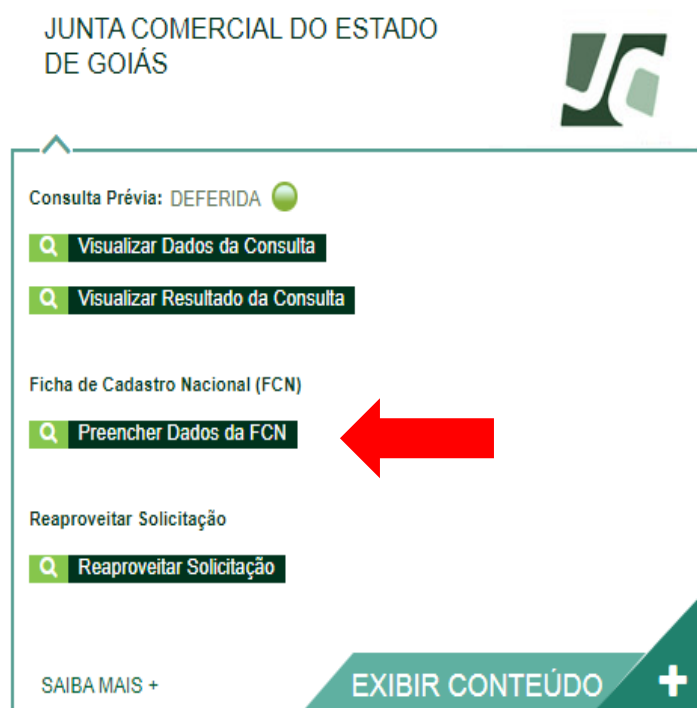 JUNTA COMERCIAL DO ESTADO
DE GOIÁS
Consulta Prévia: DEFERIDA
Visualizar Dados da Consulta
Visualizar Resultado da Consulta
Ficha de Cadastro Nacional (FCN)
Preencher Dados da FCN
Reaproveitar Solicitação
Reaproveitar Solicitação
SAIBA MAIS +
EXIBIR CONTEÚDO +